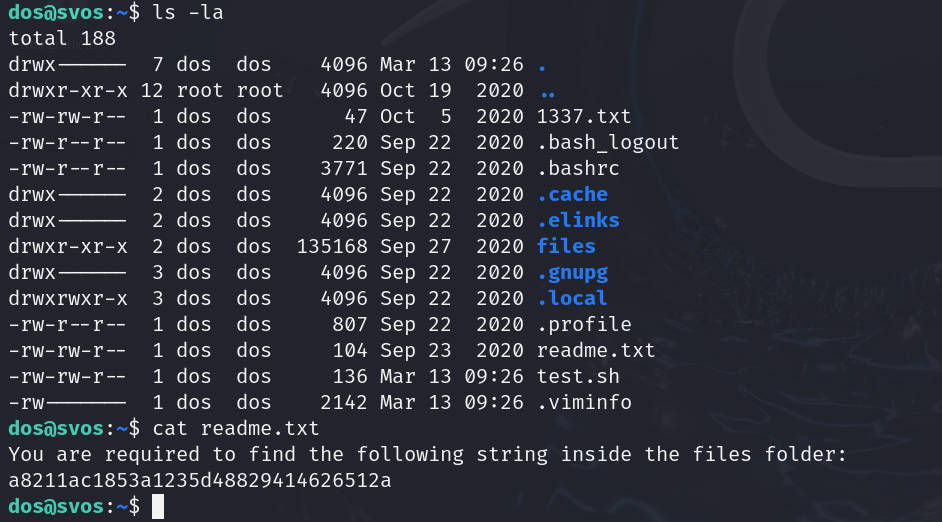 dos@svos:~$ ls -la
total 188
drwx------  7 dos  dos    4096 Mar 13 09:26 .
drwxr-xr-x 12 root root   4096 Oct 19  2020 ..
-rw-rw-r--  1 dos  dos      47 Oct  5  2020 1337.txt
-rw-r--r--  1 dos  dos     220 Sep 22  2020 .bash_logout
-rw-r--r--  1 dos  dos    3771 Sep 22  2020 .bashrc
drwx------  2 dos  dos    4096 Sep 22  2020 .cache
drwx------  2 dos  dos    4096 Sep 22  2020 .elinks
drwxr-xr-x  2 dos  dos  135168 Sep 27  2020 files
drwx------  3 dos  dos    4096 Sep 22  2020 .gnupg
drwxrwxr-x  3 dos  dos    4096 Sep 22  2020 .local
-rw-r--r--  1 dos  dos     807 Sep 22  2020 .profile
-rw-rw-r--  1 dos  dos     104 Sep 23  2020 readme.txt
-rw-rw-r--  1 dos  dos     136 Mar 13 09:26 test.sh
-rw-------  1 dos  dos    2142 Mar 13 09:26 .viminfo
dos@svos:~$ cat readme.txt
You are required to find the following string inside the files folder:
a8211ac1853a1235d48829414626512a
dos@svos:~$